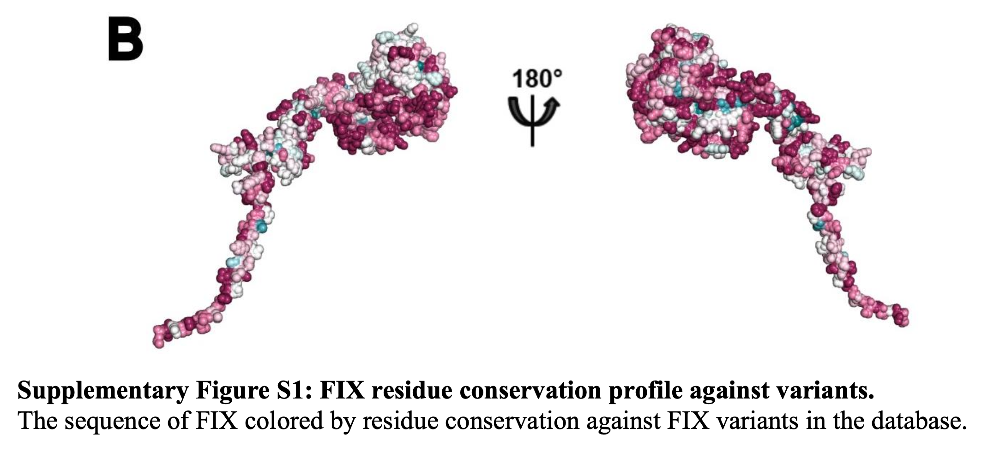 B
180°
Supplementary Figure S1: FIX residue conservation profile against variants.
The sequence of FIX colored by residue conservation against FIX variants in the database.